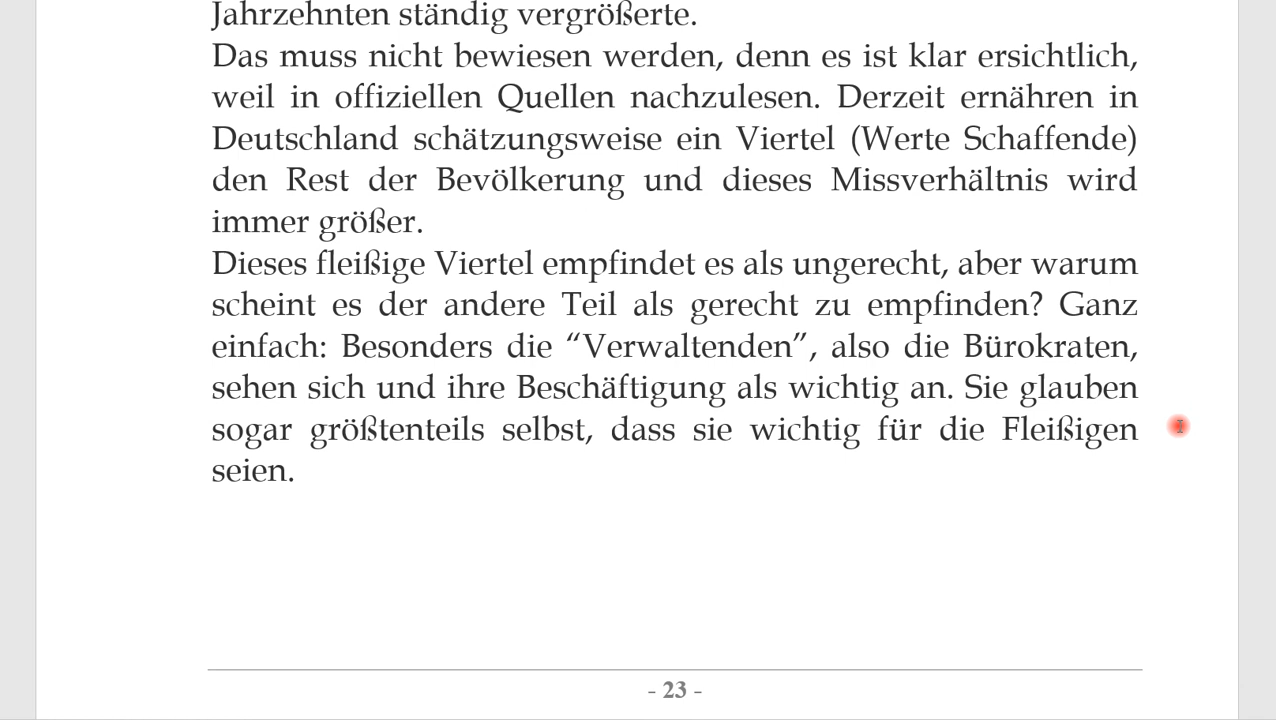 Jahrzehnten ständig vergrößerte.
Das muss nicht bewiesen werden, denn es ist klar ersichtlich,
weil in offiziellen Quellen nachzulesen. Derzeit ernähren in
Deutschland schätzungsweise ein Viertel (Werte Schaffende)
den Rest der Bevölkerung und dieses Missverhältnis wird
immer größer.
Dieses fleißige Viertel empfindet es als ungerecht, aber warum
scheint es der andere Teil als gerecht zu empfinden? Ganz
einfach: Besonders die “Verwaltenden”, also die Bürokraten,
sehen sich und ihre Beschäftigung als wichtig an. Sie glauben
sogar größtenteils selbst, dass sie wichtig für die Fleißigen
seien.
- 23 -